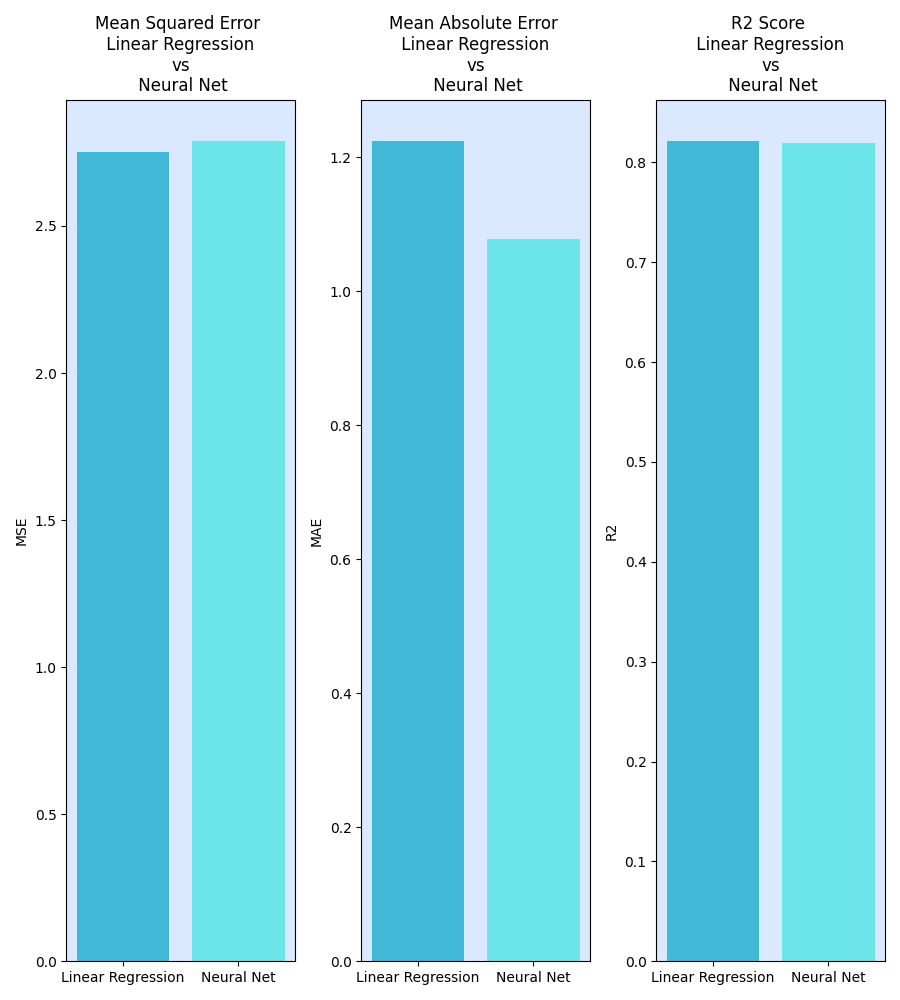 Mean Squared Error
Linear Regression
vs
Neural Net
MSE
2.5
2.0
1.5
1.0
0.5
0.0
Linear Regression
Neural Net
Mean Absolute Error
Linear Regression
vs
Neural Net
MAE
1.2
1.0
0.8
0.6
0.4
0.2
0.0
Linear Regression
Neural Net
R2 Score
Linear Regression
vs
Neural Net
R2
0.8
0.7
0.6
0.5
0.4
0.3
0.2
0.1
0.0
Linear Regression
Neural Net